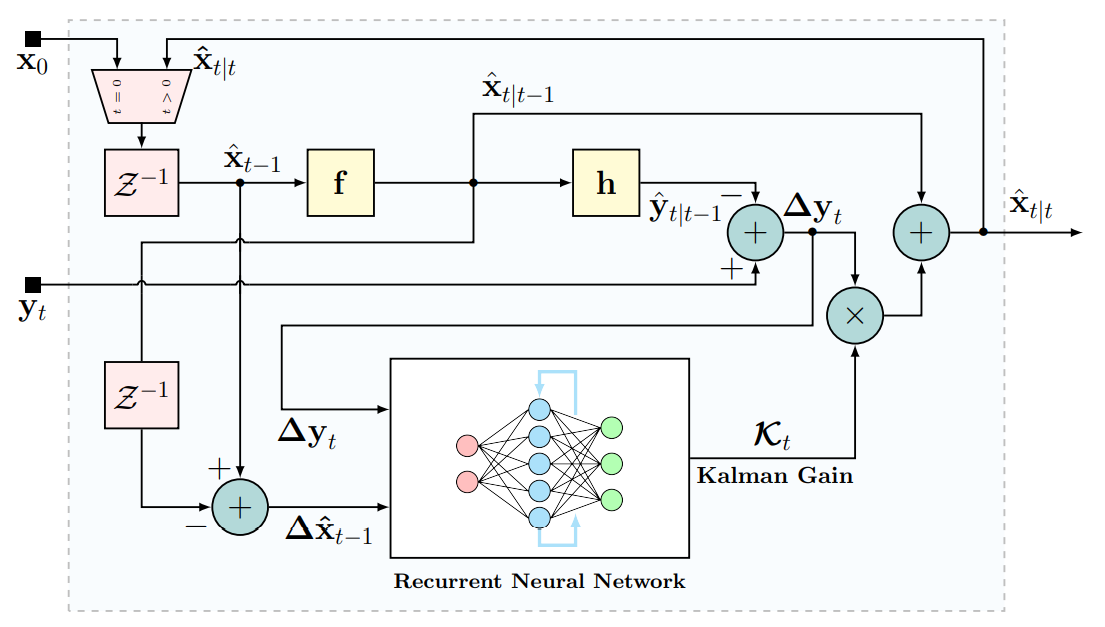 x₀
x̂ₜ|ₜ
t = 0
t > 0
x̂ₜ|ₜ₋₁
𝒵⁻¹
x̂ₜ₋₁
f
h
−
ŷₜ|ₜ₋₁
+
Δyₜ
+
x̂ₜ|ₜ
+
yₜ
×
𝒵⁻¹
Δyₜ
𝒦ₜ
Kalman Gain
+
+
−
Δx̂ₜ₋₁
Recurrent Neural Network